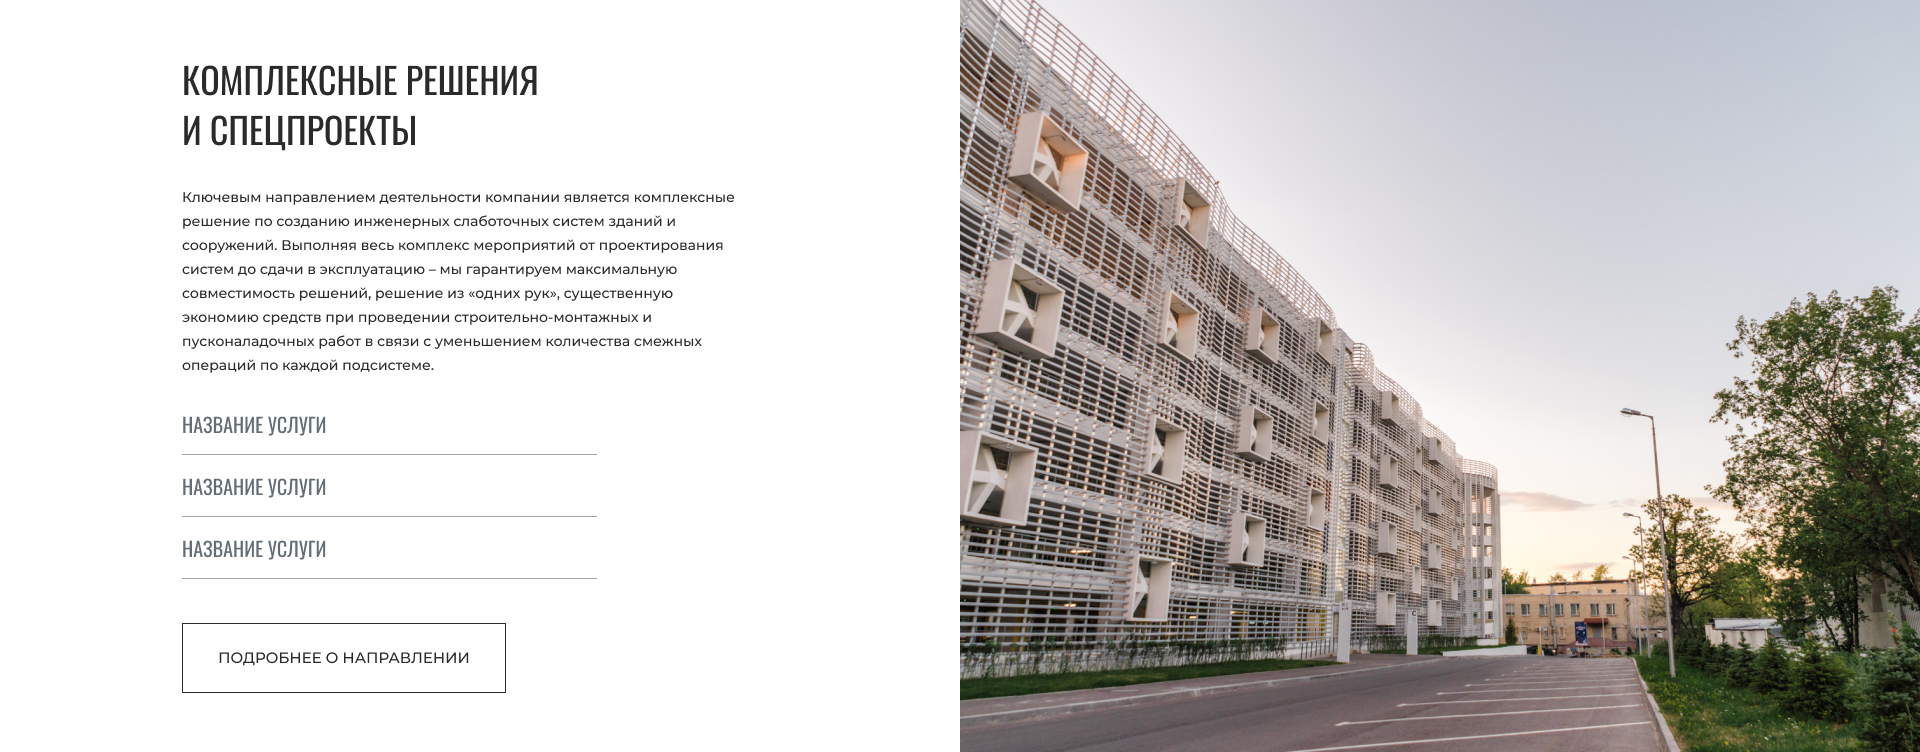 КОМПЛЕКСНЫЕ РЕШЕНИЯ
И СПЕЦПРОЕКТЫ
Ключевым направлением деятельности компании является комплексные
решение по созданию инженерных слаботочных систем зданий и
сооружений. Выполняя весь комплекс мероприятий от проектирования
систем до сдачи в эксплуатацию – мы гарантируем максимальную
совместимость решений, решение из «одних рук», существенную
экономию средств при проведении строительно-монтажных и
пусконаладочных работ в связи с уменьшением количества смежных
операций по каждой подсистеме.
НАЗВАНИЕ УСЛУГИ
НАЗВАНИЕ УСЛУГИ
НАЗВАНИЕ УСЛУГИ
ПОДРОБНЕЕ О НАПРАВЛЕНИИ